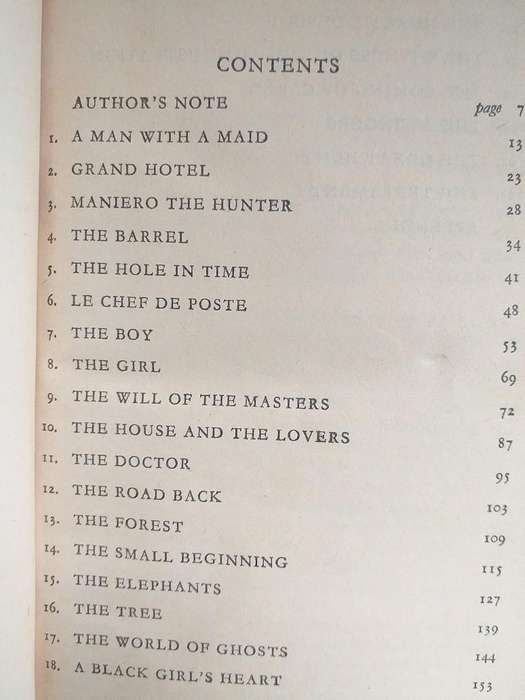 CONTENTS
AUTHOR'S NOTE page 7
1. A MAN WITH A MAID 13
2. GRAND HOTEL 23
3. MANIERO THE HUNTER 28
4. THE BARREL 34
5. THE HOLE IN TIME 41
6. LE CHEF DE POSTE 48
7. THE BOY 53
8. THE GIRL 69
9. THE WILL OF THE MASTERS 72
10. THE HOUSE AND THE LOVERS 87
11. THE DOCTOR 95
12. THE ROAD BACK 103
13. THE FOREST 109
14. THE SMALL BEGINNING 115
15. THE ELEPHANTS 127
16. THE TREE 139
17. THE WORLD OF GHOSTS 144
18. A BLACK GIRL'S HEART 153